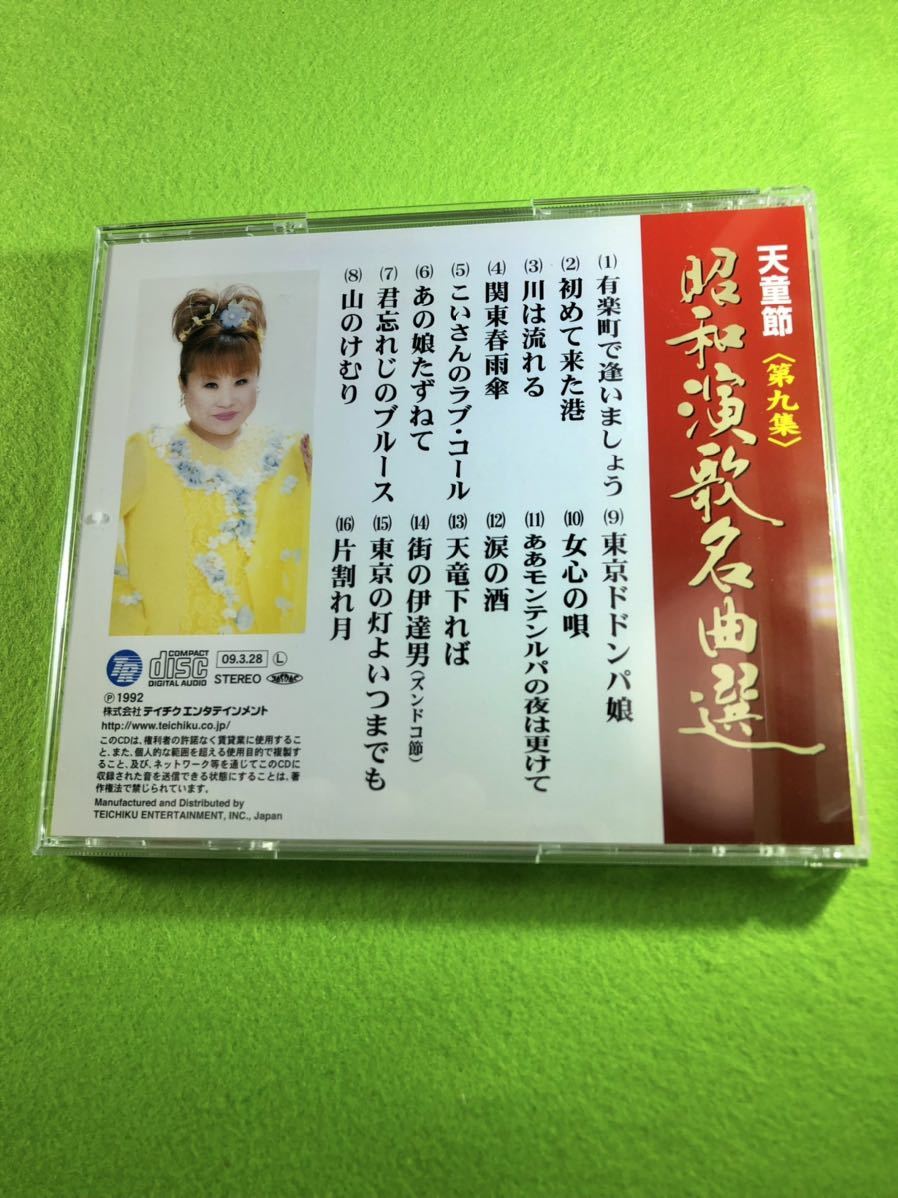 天童節
〈第九集〉
昭和演歌名曲選
⑴ 有楽町で逢いましょう
⑵ 初めて来た港
⑶ 川は流れる
⑷ 関東春雨傘
⑸ こいさんのラブ・コール
⑹ あの娘たずねて
⑺ 君忘れじのブルース
⑻ 山のけむり
⑼ 東京ドドンパ娘
⑽ 女心の唄
⑾ ああモンテンルパの夜は更けて
⑿ 涙の酒
⒀ 天竜下れば
⒁ 街の伊達男(ズンドコ節)
⒂ 東京の灯よいつまでも
⒃ 片割れ月
COMPACT
disc
DIGITAL AUDIO
09.3.28 L
STEREO JASRAC
Ⓟ1992
株式会社 テイチクエンタテインメント
http://www.teichiku.co.jp/
このCDは、権利者の許諾なく賃貸業に使用するこ
と、また、個人的な範囲を超える使用目的で複製す
ること、及び、ネットワーク等を通じてこのCDに
収録された音を送信できる状態にすることは、著
作権法で禁じられています。
Manufactured and Distributed by
TEICHIKU ENTERTAINMENT, INC., Japan